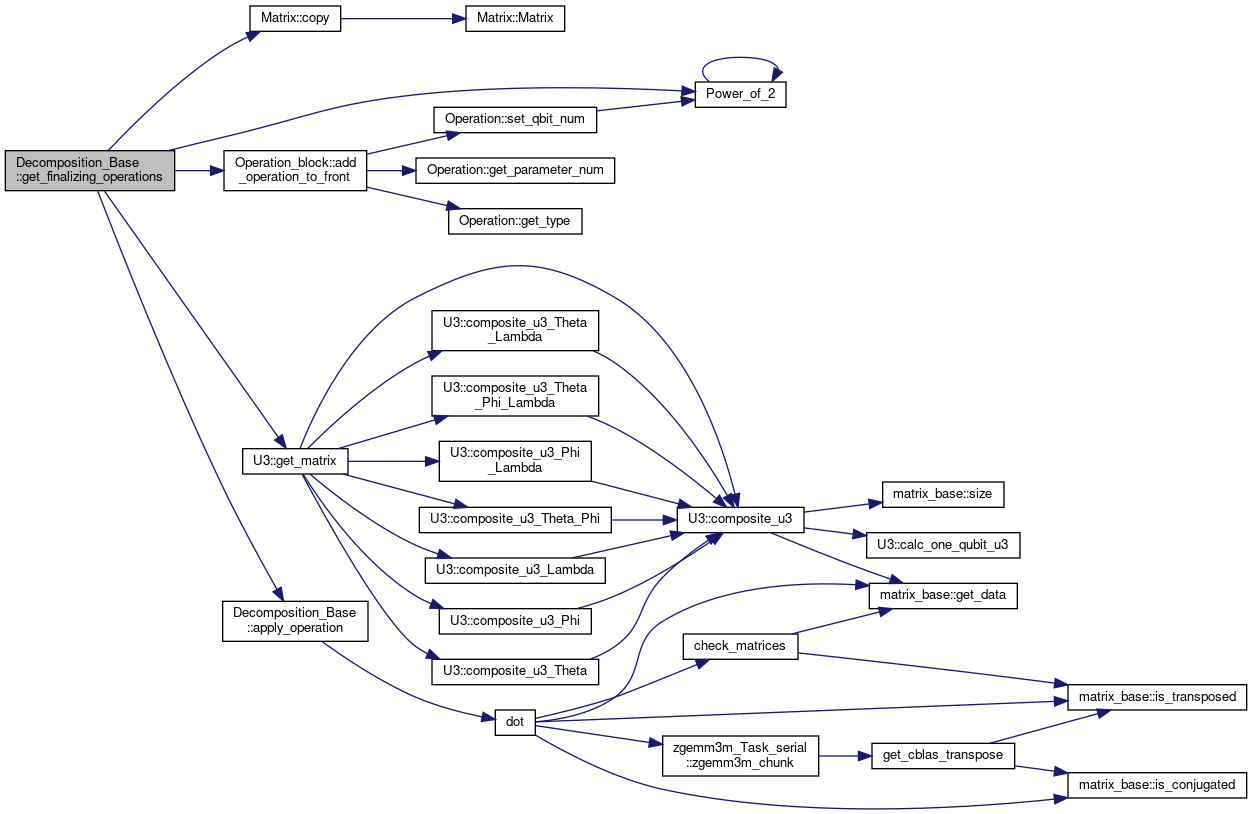 Matrix::copy
Matrix::Matrix
Power_of_2
Operation::set_qbit_num
Decomposition_Base
::get_finalizing_operations
Operation_block::add
_operation_to_front
Operation::get_parameter_num
Operation::get_type
U3::composite_u3_Theta
_Lambda
U3::composite_u3_Theta
_Phi_Lambda
U3::get_matrix
U3::composite_u3_Phi
_Lambda
matrix_base::size
U3::composite_u3_Theta_Phi
U3::composite_u3
U3::calc_one_qubit_u3
U3::composite_u3_Lambda
matrix_base::get_data
Decomposition_Base
::apply_operation
U3::composite_u3_Phi
check_matrices
U3::composite_u3_Theta
matrix_base::is_transposed
dot
zgemm3m_Task_serial
::zgemm3m_chunk
get_cblas_transpose
matrix_base::is_conjugated